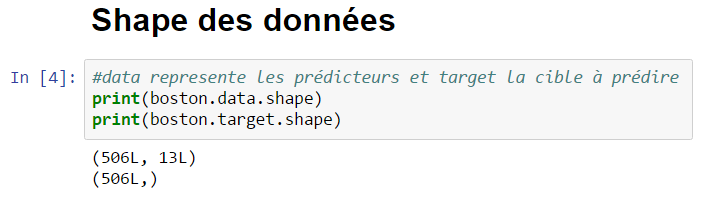 Shape des données
In [4]: #data represente les prédicteurs et target la cible à prédire
print(boston.data.shape)
print(boston.target.shape)
(506L, 13L)
(506L,)